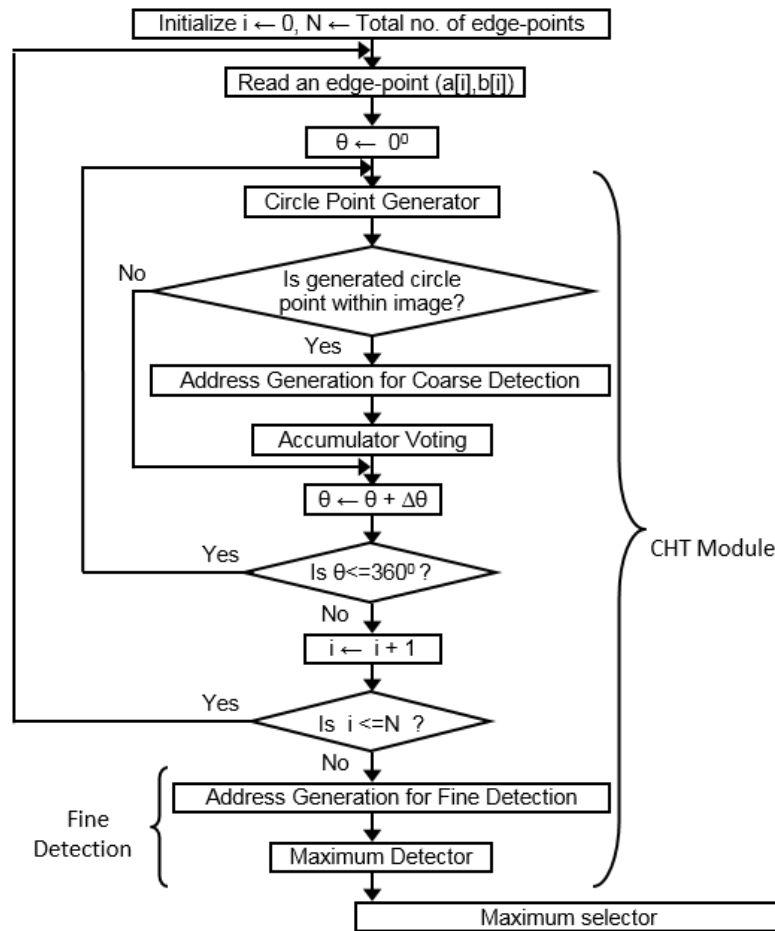 Initialize i ← 0, N ← Total no. of edge-points
Read an edge-point (a[i],b[i])
θ ← 0⁰
Circle Point Generator
No
Is generated circle
point within image?
Yes
Address Generation for Coarse Detection
Accumulator Voting
θ ← θ + Δθ
CHT Module
Yes
Is θ<=360⁰ ?
No
i ← i + 1
Yes
Is i <=N ?
No
Address Generation for Fine Detection
Fine
Detection
Maximum Detector
Maximum selector